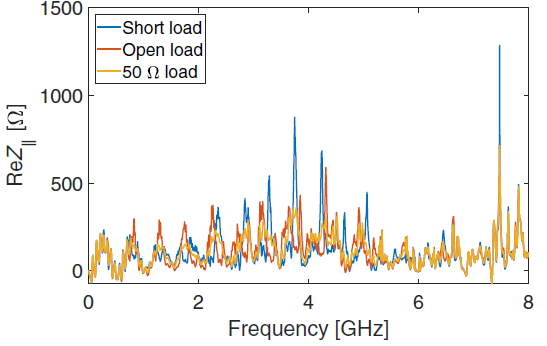 1500
1000
500
0
ReZ∥ [Ω]
Short load
Open load
50 Ω load
0
2
4
6
8
Frequency [GHz]